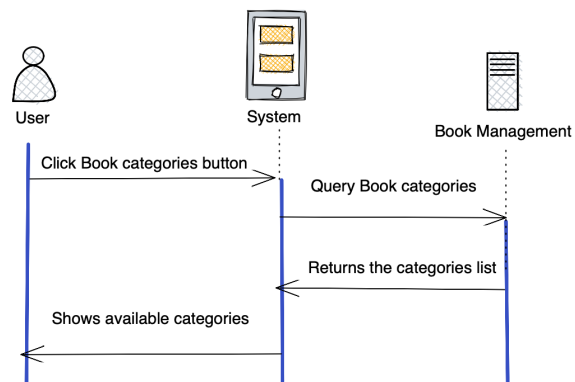 User
System
Book Management
Click Book categories button
Query Book categories
Returns the categories list
Shows available categories